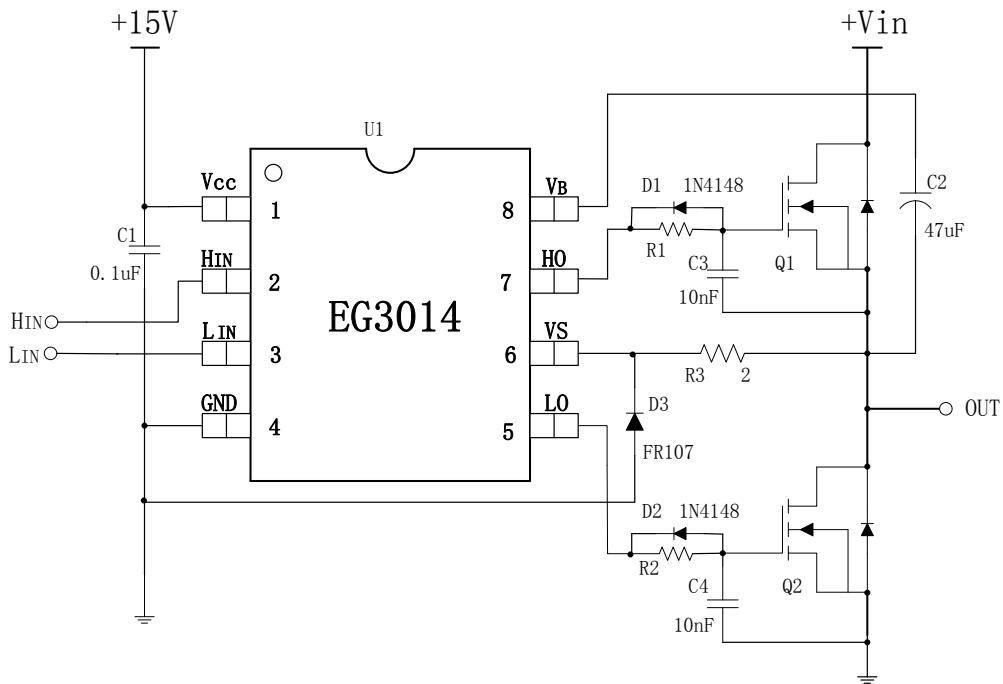 +15V
+Vin
U1
Vcc
1
VB
8
D1 1N4148
C2
47uF
C1
0.1uF
HIN
2
HO
7
R1
C3
10nF
Q1
EG3014
HIN
LIN
LIN
3
VS
6
R3 2
GND
4
LO
5
D3
FR107
OUT
D2 1N4148
R2
C4
10nF
Q2